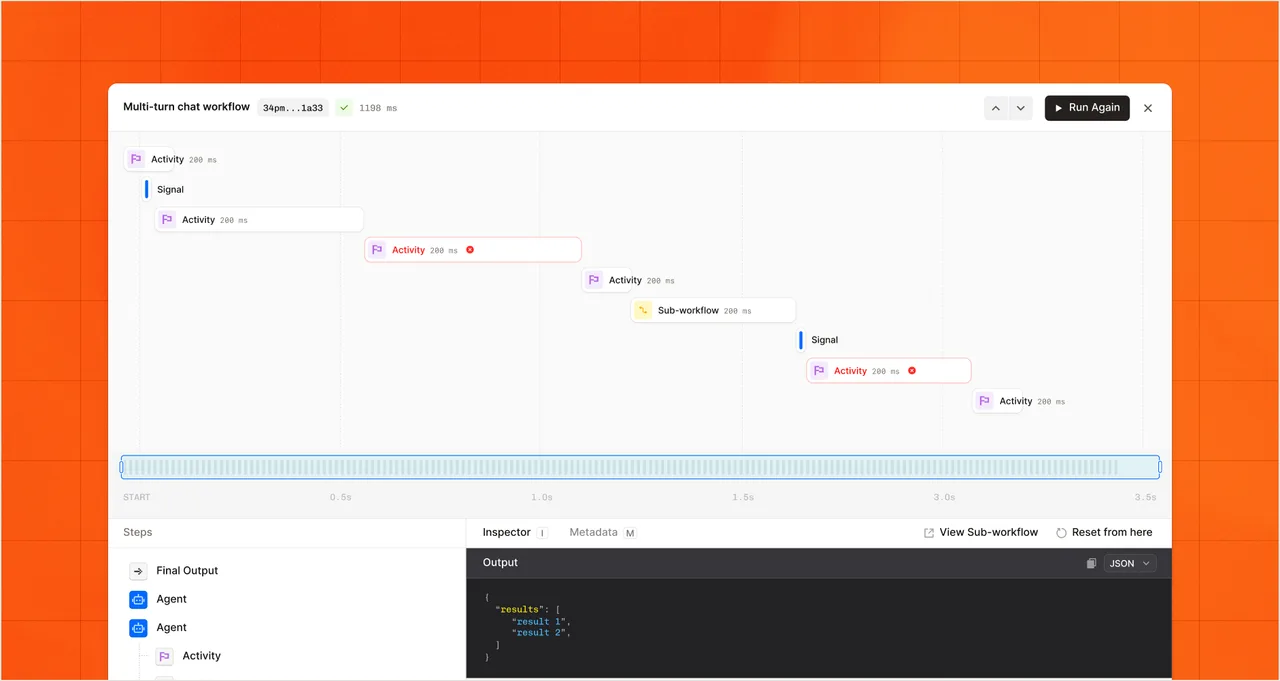 Multi-turn chat workflow 34pm...1a33 1198 ms Run Again
Activity 200 ms
Signal
Activity 200 ms
Activity 200 ms
Activity 200 ms
Sub-workflow 200 ms
Signal
Activity 200 ms
Activity 200 ms
START 0.5s 1.0s 1.5s 3.0s 3.5s
Steps
Final Output
Agent
Agent
Activity
Inspector I Metadata M View Sub-workflow Reset from here
Output JSON
{
“results”: [
“result 1”,
“result 2”,
]
}